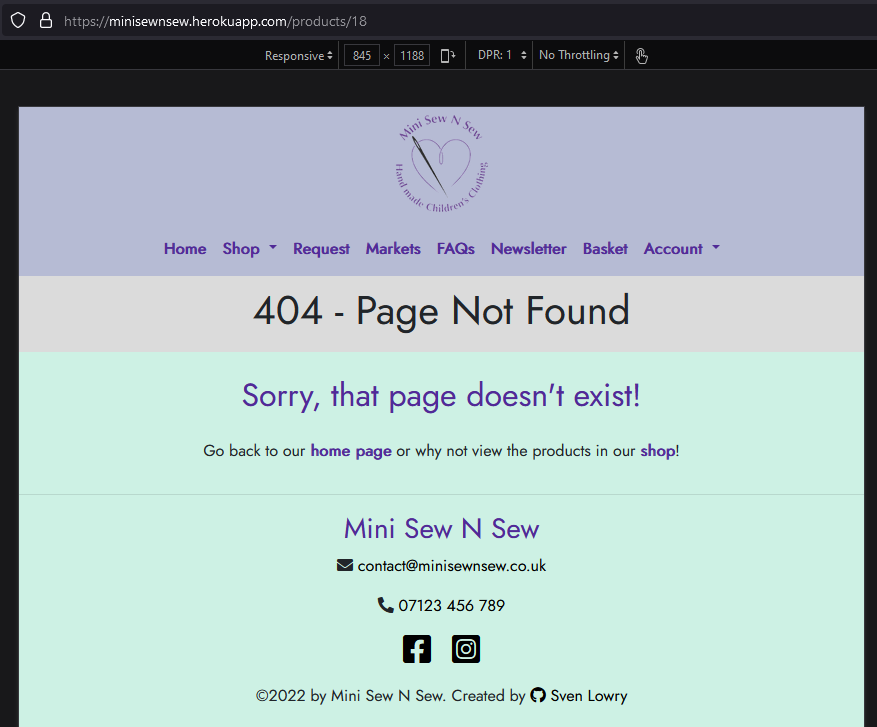 https://minisewnsew.herokuapp.com/products/18
Responsive 845 × 1188 DPR: 1 No Throttling
Mini Sew N Sew
Hand made Children's Clothing
Home Shop Request Markets FAQs Newsletter Basket Account
404 - Page Not Found
Sorry, that page doesn't exist!
Go back to our home page or why not view the products in our shop!
Mini Sew N Sew
contact@minisewnsew.co.uk
07123 456 789
©2022 by Mini Sew N Sew. Created by Sven Lowry